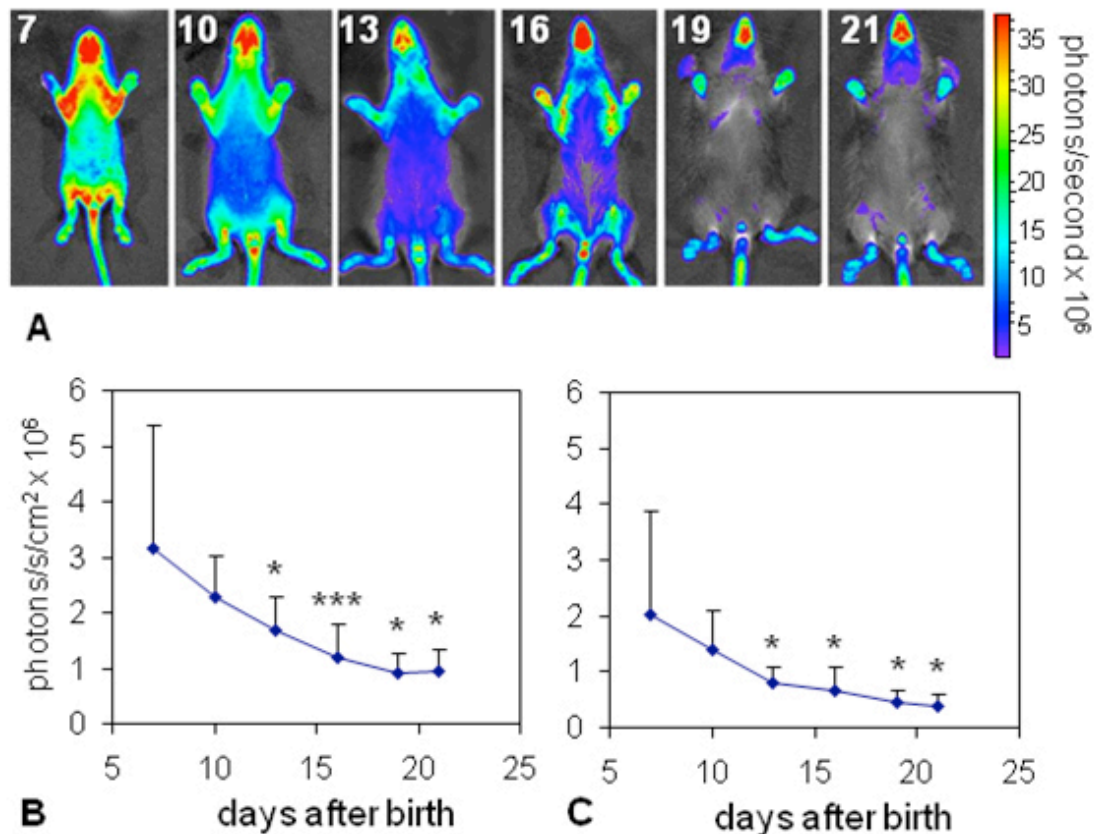 7 10 13 16 19 21
35
30
25
20
15
10
5
photons/second x 10⁶
A
6
5
4
3
2
1
0
* *** * *
5 10 15 20 25
photons/s/cm² x 10⁶
days after birth
B
6
5
4
3
2
1
0
* * * *
5 10 15 20 25
days after birth
C